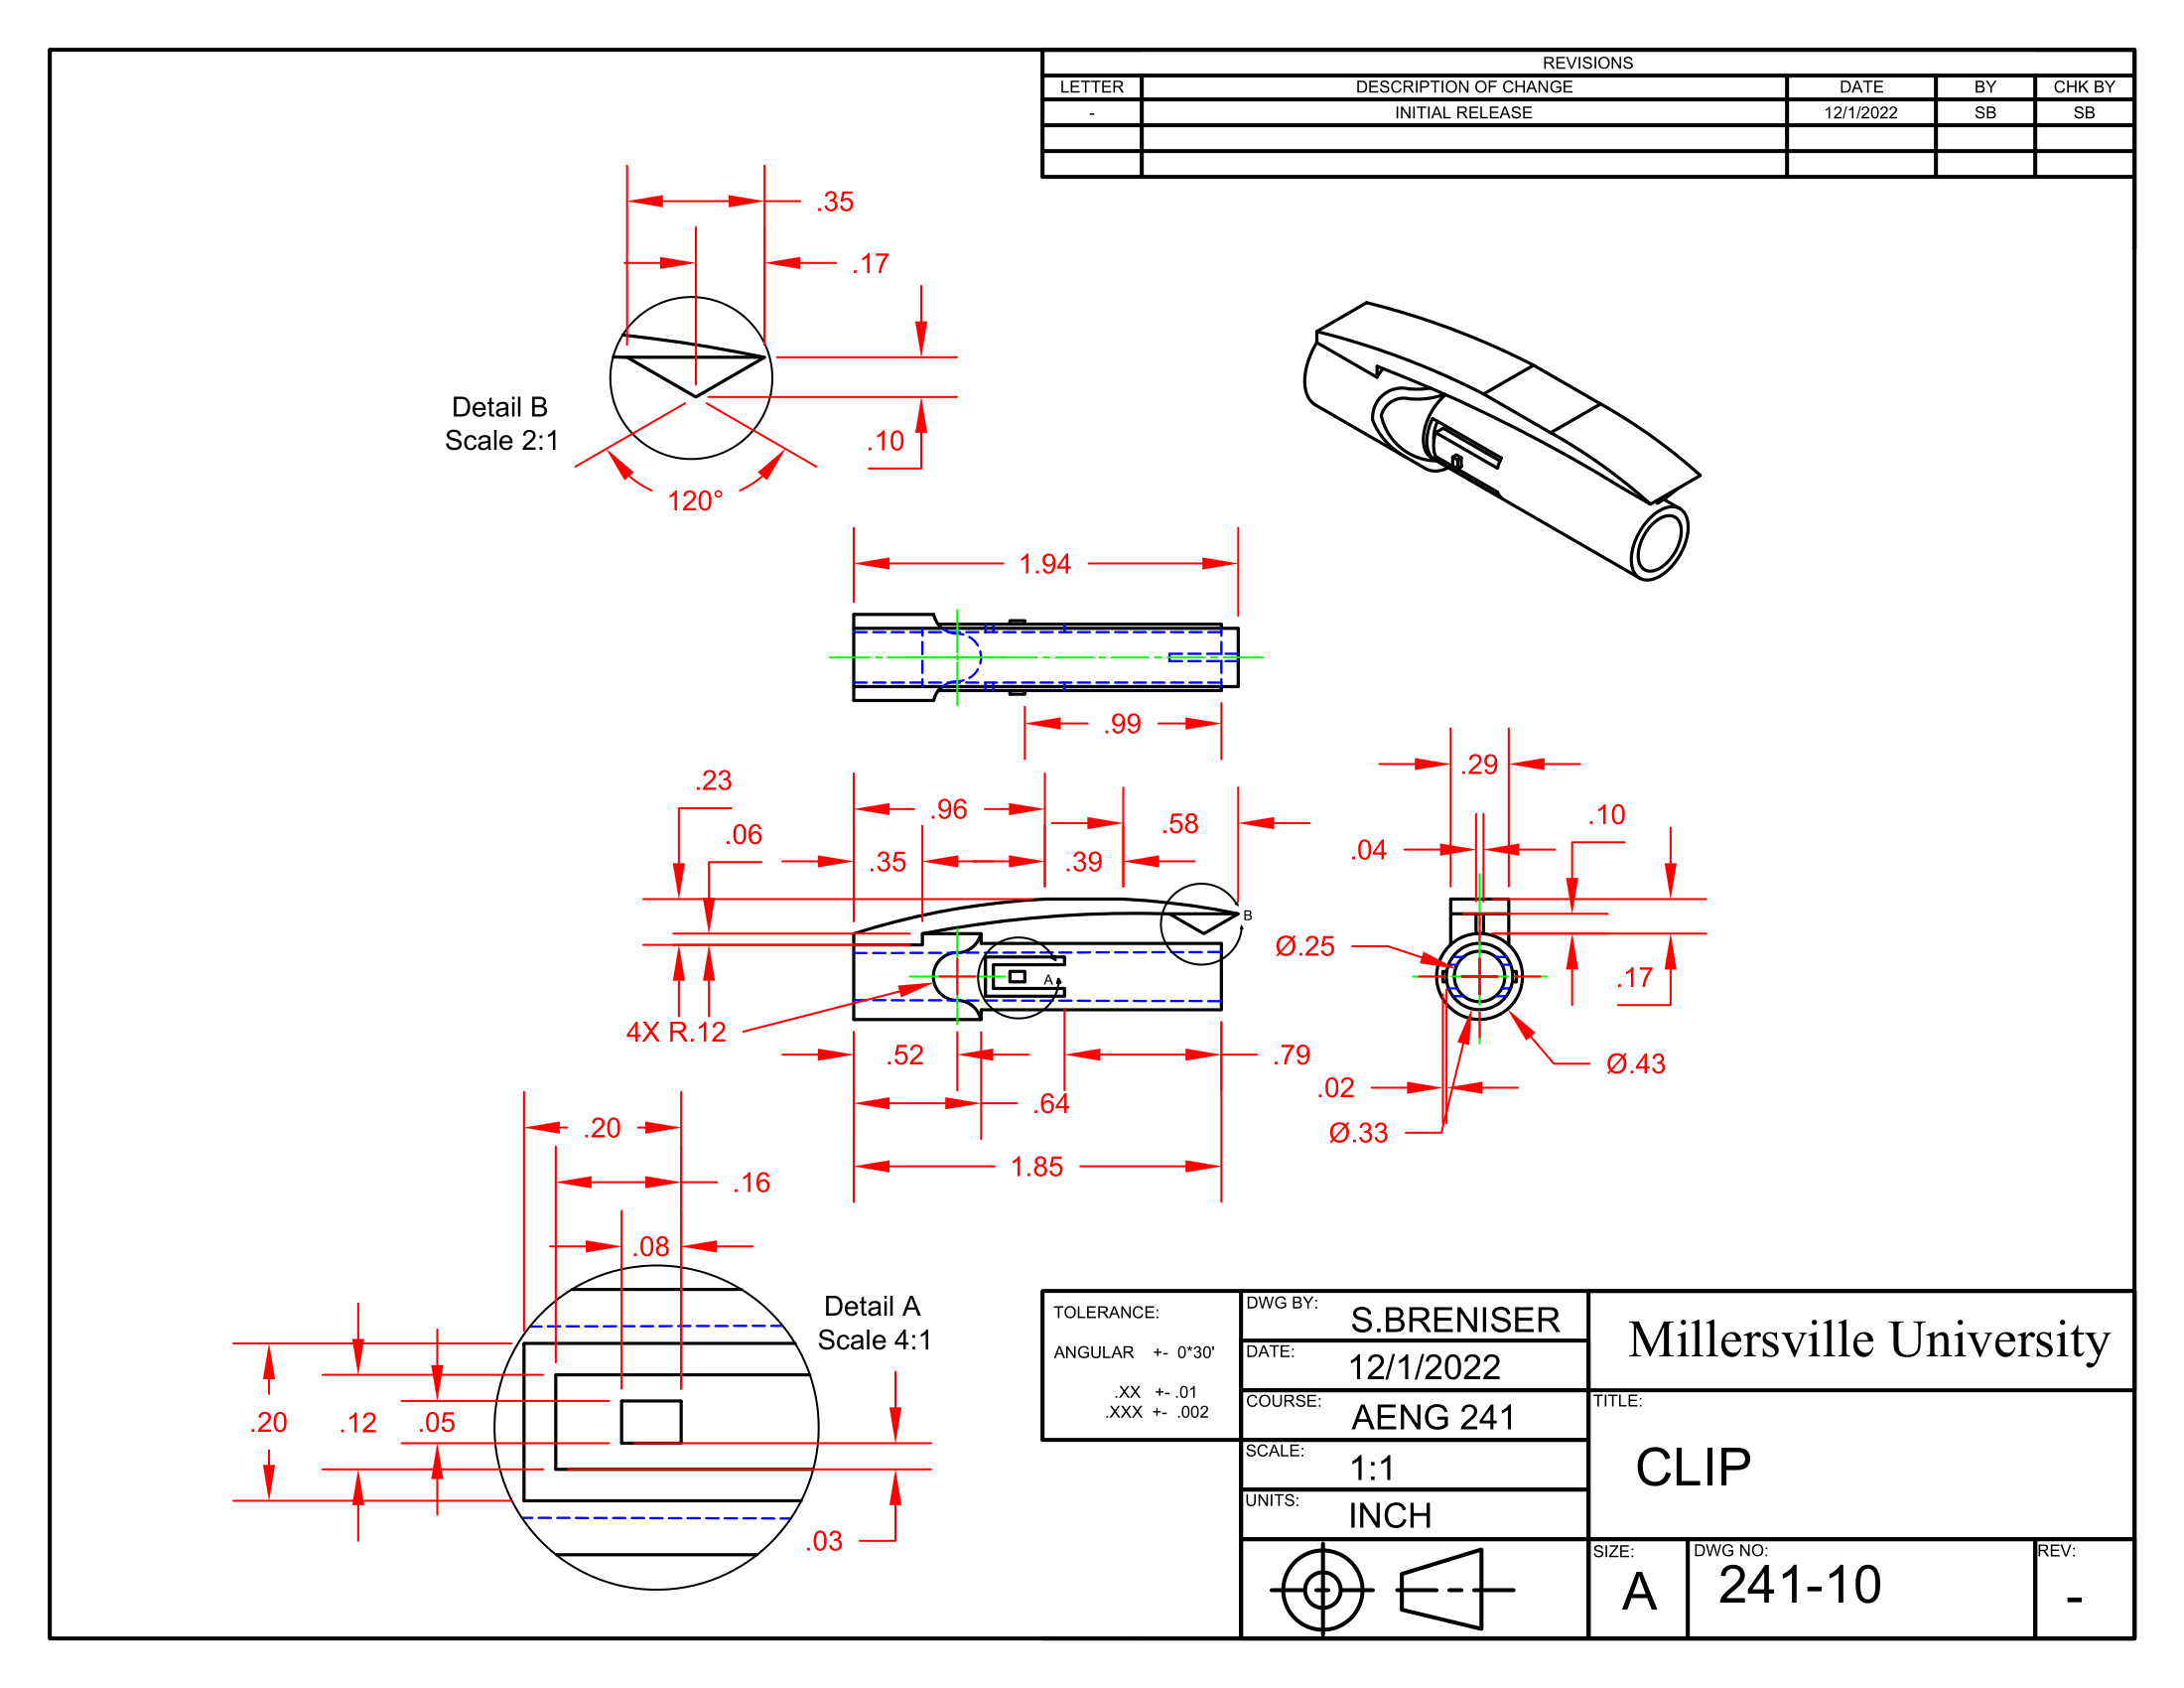 REVISIONS
LETTER DESCRIPTION OF CHANGE DATE BY CHK BY
- INITIAL RELEASE 12/1/2022 SB SB
.35
.17
.10
Detail B
Scale 2:1
120°
1.94
.99
.23
.06
.96
.58
.35
.39
B
A
4X R.12
.52
.79
.64
1.85
.29
.10
.04
Ø.25
.17
Ø.43
.02
Ø.33
.20
.16
.08
Detail A
Scale 4:1
.20
.12
.05
.03
TOLERANCE:
ANGULAR +- 0*30'
.XX +- .01
.XXX +- .002
DWG BY: S.BRENISER
DATE: 12/1/2022
COURSE: AENG 241
SCALE: 1:1
UNITS: INCH
Millersville University
TITLE:
CLIP
SIZE: A
DWG NO: 241-10
REV: -